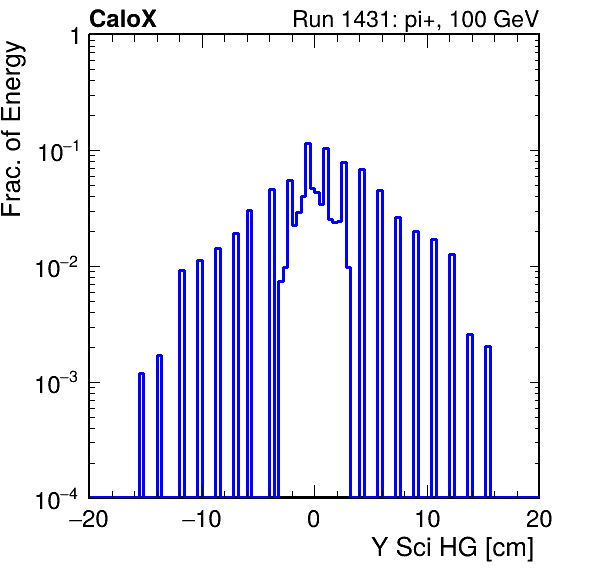 CaloX Run 1431: pi+, 100 GeV
Frac. of Energy
1
10⁻¹
10⁻²
10⁻³
10⁻⁴
−20 −10 0 10 20
Y Sci HG [cm]